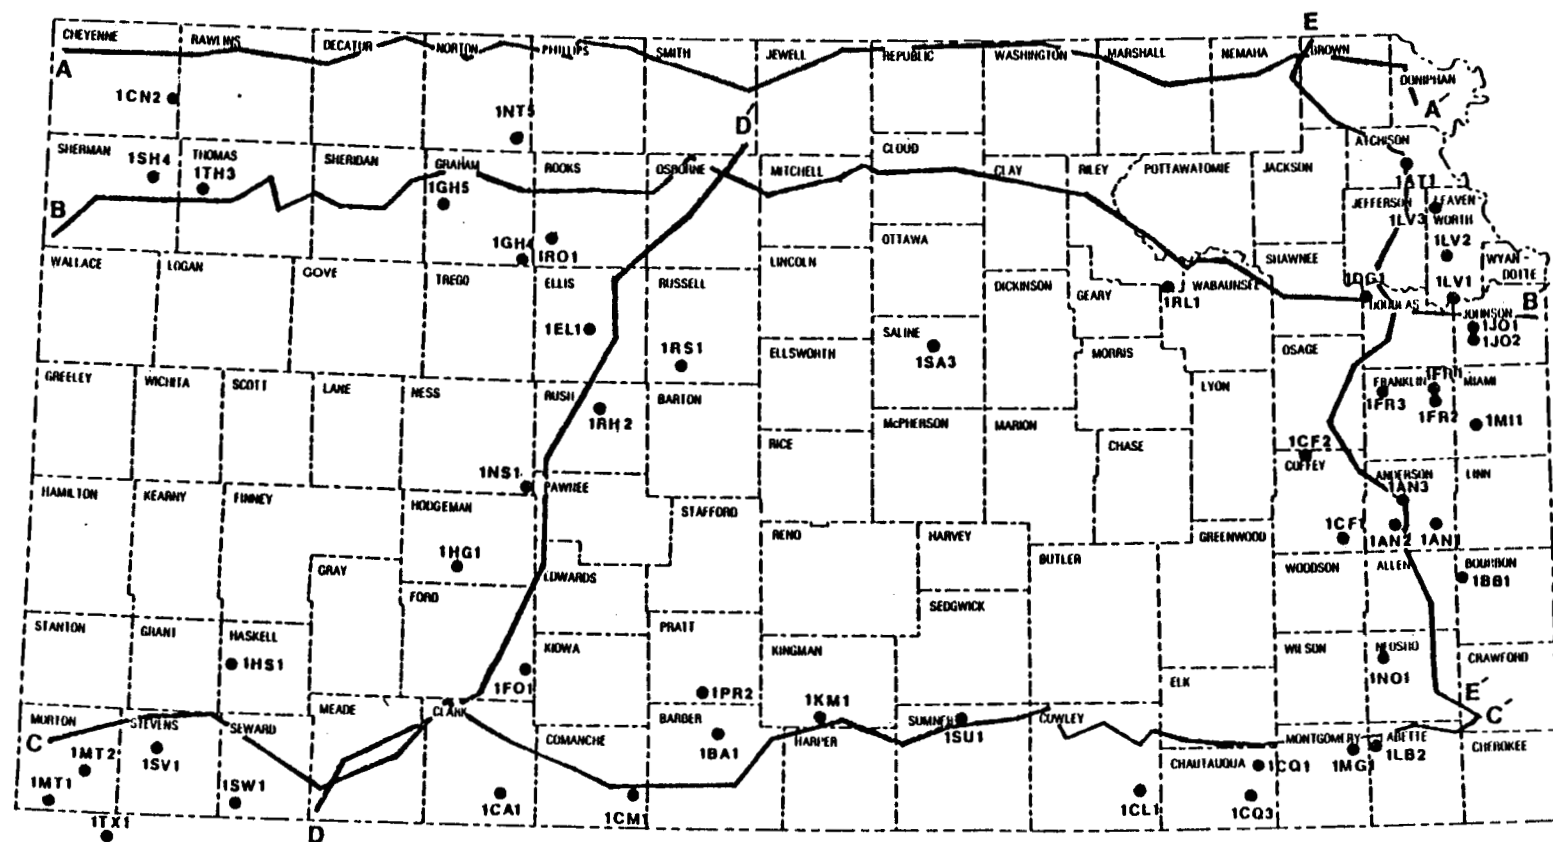 E
CHEYENNE
RAWLINS
DECATUR
NORTON
PHILLIPS
SMITH
JEWELL
REPUBLIC
WASHINGTON
MARSHALL
NEMAHA
BROWN
DONIPHAN
A
A´
1CN2
1NT5
D´
SHERMAN
1SH4
THOMAS
1TH3
SHERIDAN
GRAHAM
1GH5
ROOKS
OSBORNE
MITCHELL
CLOUD
CLAY
RILEY
POTTAWATOMIE
JACKSON
ATCHISON
1AT1
JEFFERSON
1LV3
LEAVEN
WORTH
B
1GH4
1RO1
OTTAWA
1LV2
WALLACE
LOGAN
GOVE
TREGO
ELLIS
RUSSELL
LINCOLN
DICKINSON
GEARY
1RL1
WABAUNSEE
SHAWNEE
1DG1
DOUGLAS
1LV1
WYAN
DOTTE
B´
JOHNSON
1JO1
1JO2
1EL1
1RS1
ELLSWORTH
SALINE
1SA3
MORRIS
OSAGE
GREELEY
WICHITA
SCOTT
LANE
NESS
RUSH
1RH2
BARTON
RICE
McPHERSON
MARION
CHASE
LYON
FRANKLIN
1FR1
1FR3
1FR2
MIAMI
1MI1
1CF2
COFFEY
ANDERSON
1AN3
LINN
HAMILTON
KEARNY
FINNEY
1NS1
HODGEMAN
PAWNEE
STAFFORD
RENO
HARVEY
BUTLER
GREENWOOD
1CF1
1AN2
1AN1
1HG1
GRAY
FORD
EDWARDS
SEDGWICK
WOODSON
ALLEN
BOURBON
1BB1
STANTON
GRANT
HASKELL
1HS1
1FO1
KIOWA
PRATT
1PR2
KINGMAN
1KM1
ELK
WILSON
NEOSHO
1NO1
CRAWFORD
E´
C´
MORTON
C
STEVENS
SEWARD
MEADE
CLARK
COMANCHE
BARBER
1BA1
HARPER
SUMNER
1SU1
COWLEY
CHAUTAUQUA
MONTGOMERY
LABETTE
CHEROKEE
1MT2
1SV1
1CQ1
1MG1
1LB2
1MT1
1SW1
1CA1
1CM1
1CL1
1CQ3
1TX1
D